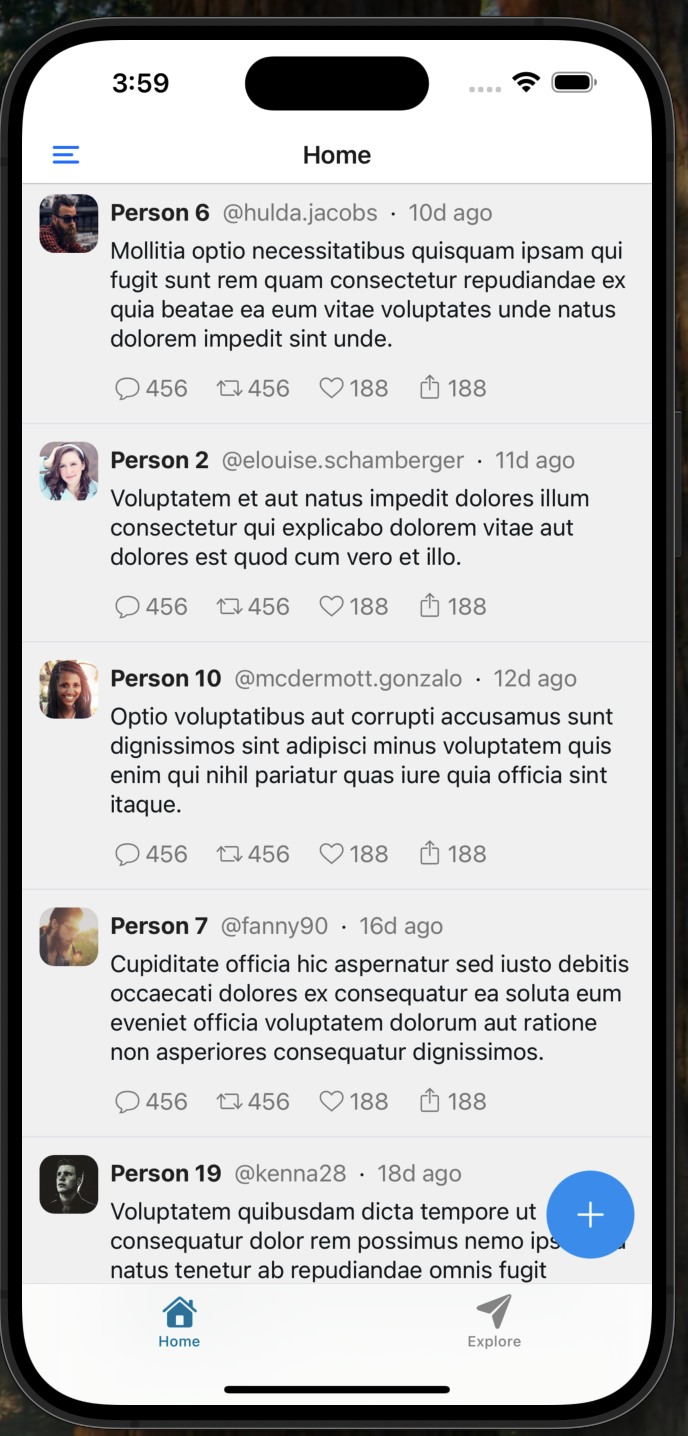 3:59
Home
Person 6 @hulda.jacobs · 10d ago
Mollitia optio necessitatibus quisquam ipsam qui
fugit sunt rem quam consectetur repudiandae ex
quia beatae ea eum vitae voluptates unde natus
dolorem impedit sint unde.
456 456 188 188
Person 2 @elouise.schamberger · 11d ago
Voluptatem et aut natus impedit dolores illum
consectetur qui explicabo dolorem vitae aut
dolores est quod cum vero et illo.
456 456 188 188
Person 10 @mcdermott.gonzalo · 12d ago
Optio voluptatibus aut corrupti accusamus sunt
dignissimos sint adipisci minus voluptatem quis
enim qui nihil pariatur quas iure quia officia sint
itaque.
456 456 188 188
Person 7 @fanny90 · 16d ago
Cupiditate officia hic aspernatur sed iusto debitis
occaecati dolores ex consequatur ea soluta eum
eveniet officia voluptatem dolorum aut ratione
non asperiores consequatur dignissimos.
456 456 188 188
Person 19 @kenna28 · 18d ago
Voluptatem quibusdam dicta tempore ut
consequatur dolor rem possimus nemo
natus tenetur ab repudiandae omnis fugit
Home Explore